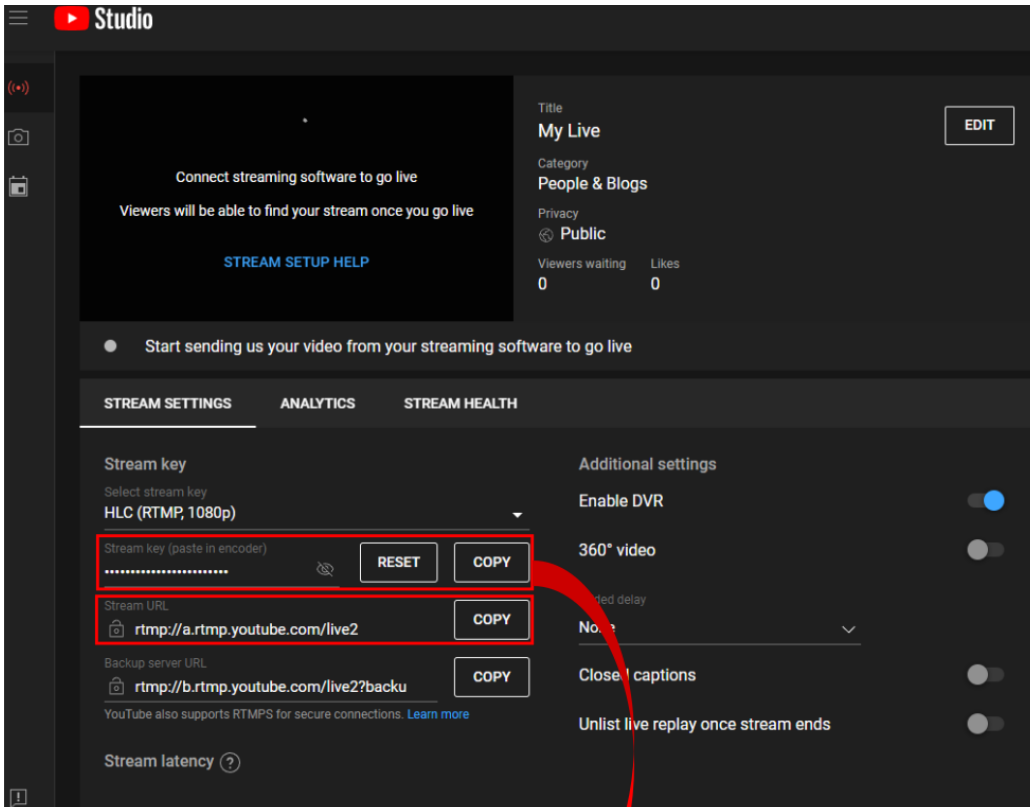 Studio
Connect streaming software to go live
Viewers will be able to find your stream once you go live
STREAM SETUP HELP
Title
My Live
EDIT
Category
People & Blogs
Privacy
Public
Viewers waiting Likes
0 0
Start sending us your video from your streaming software to go live
STREAM SETTINGS ANALYTICS STREAM HEALTH
Stream key
Select stream key
HLC (RTMP, 1080p)
Stream key (paste in encoder)
RESET COPY
Stream URL
rtmp://a.rtmp.youtube.com/live2
COPY
Backup server URL
rtmp://b.rtmp.youtube.com/live2?backu
COPY
YouTube also supports RTMPS for secure connections. Learn more
Stream latency ?
Additional settings
Enable DVR
360° video
delay
None
Closed captions
Unlist live replay once stream ends